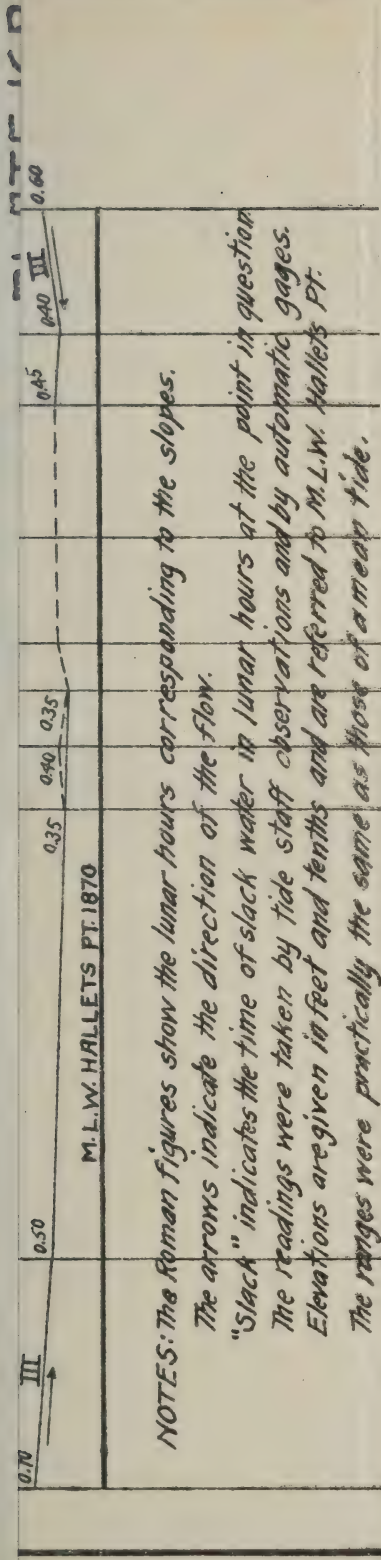 0.70 III 0.50 0.35 0.40 0.35 0.45 0.40 III 0.60
M.L.W. HALLETS PT. 1870
NOTES: The Roman figures show the lunar hours corresponding to the slopes.
The arrows indicate the direction of the flow.
"Slack" indicates the time of slack water in lunar hours at the point in question
The readings were taken by tide staff observations and by automatic gages.
Elevations are given in feet and tenths and are referred to M.L.W. Hallets Pt.
The ranges were practically the same as those of a mean tide.